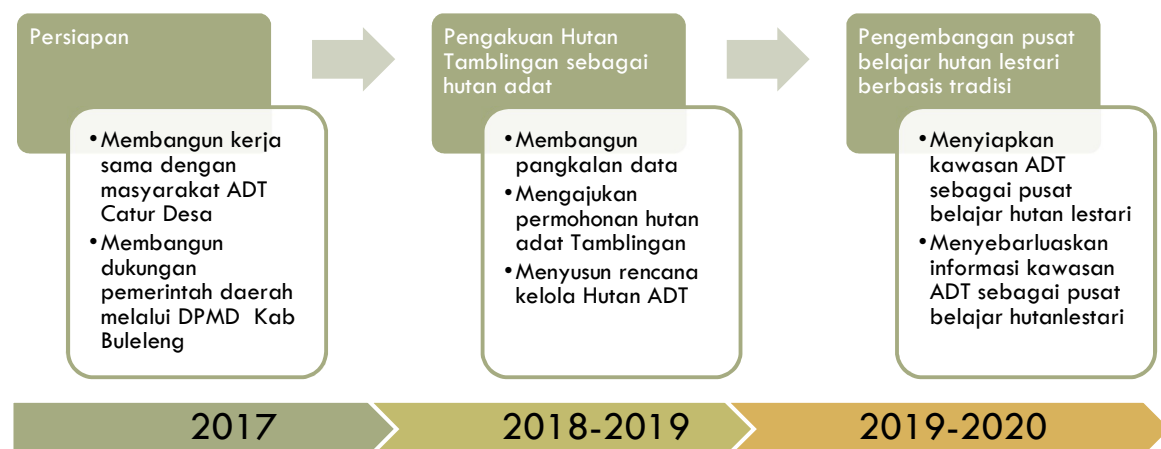 Persiapan
•Membangun kerja
sama dengan
masyarakat ADT
Catur Desa
•Membangun
dukungan
pemerintah daerah
melalui DPMD Kab
Buleleng
Pengakuan Hutan
Tamblingan sebagai
hutan adat
•Membangun
pangkalan data
•Mengajukan
permohonan hutan
adat Tamblingan
•Menyusun rencana
kelola Hutan ADT
Pengembangan pusat
belajar hutan lestari
berbasis tradisi
•Menyiapkan
kawasan ADT
sebagai pusat
belajar hutan lestari
•Menyebarluaskan
informasi kawasan
ADT sebagai pusat
belajar hutanlestari
2017
2018-2019
2019-2020